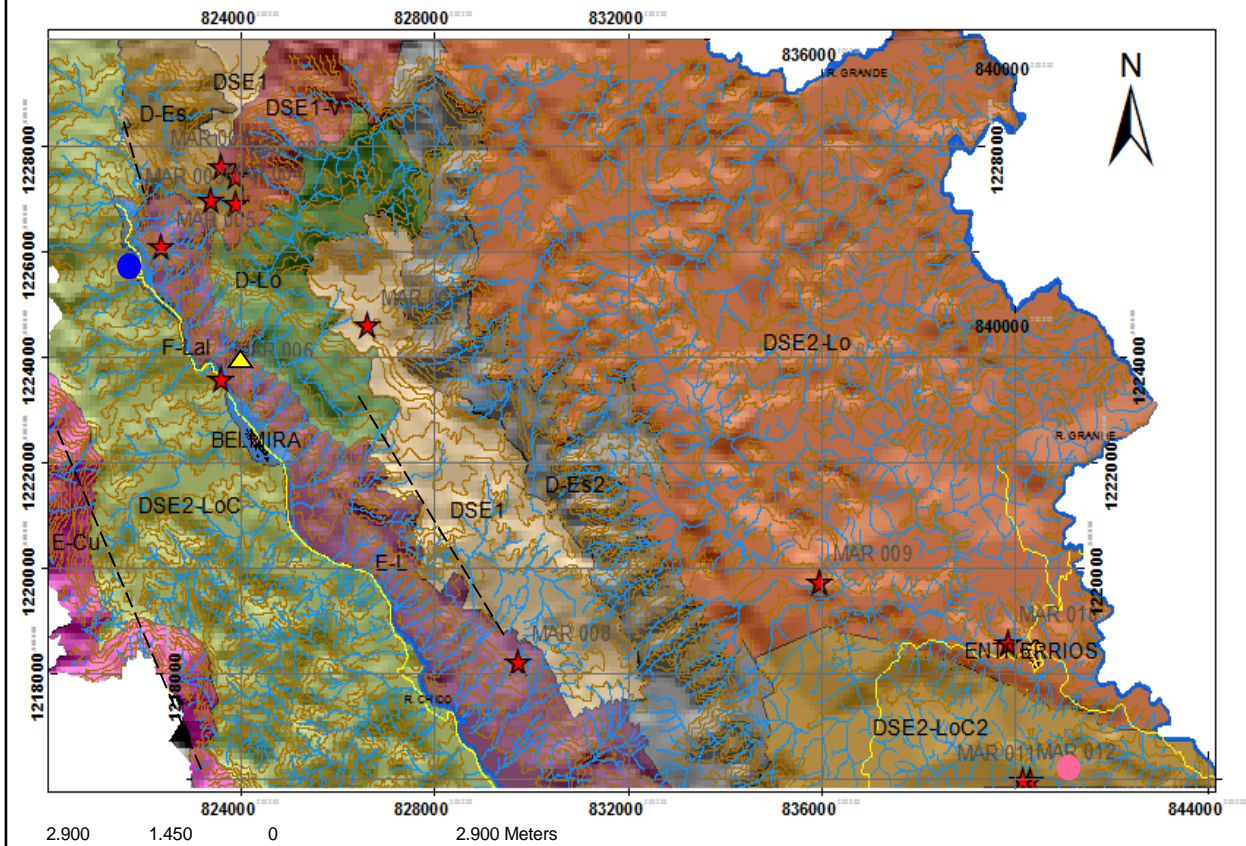 824000 828000 832000
836000
840000
R. GRANDE
N
DSE1
DSE1-V
D-Es
1228000
1228000
1226000
D-Lo
840000
DSE2-Lo
F-Lal
MAR 006
1224000
1224000
R. GRANDE
BELMIRA
1222000
1222000
D-Es2
DSE2-LoC
DSE1
E-Cu
E-L
MAR 009
1220000
1220000
MAR 008
MAR 010
ENTRERRIOS
1218000
1218000
R. CHICO
DSE2-LoC2
MAR 011
MAR 012
824000 828000 832000 836000 844000
2.900 1.450 0 2.900 Meters